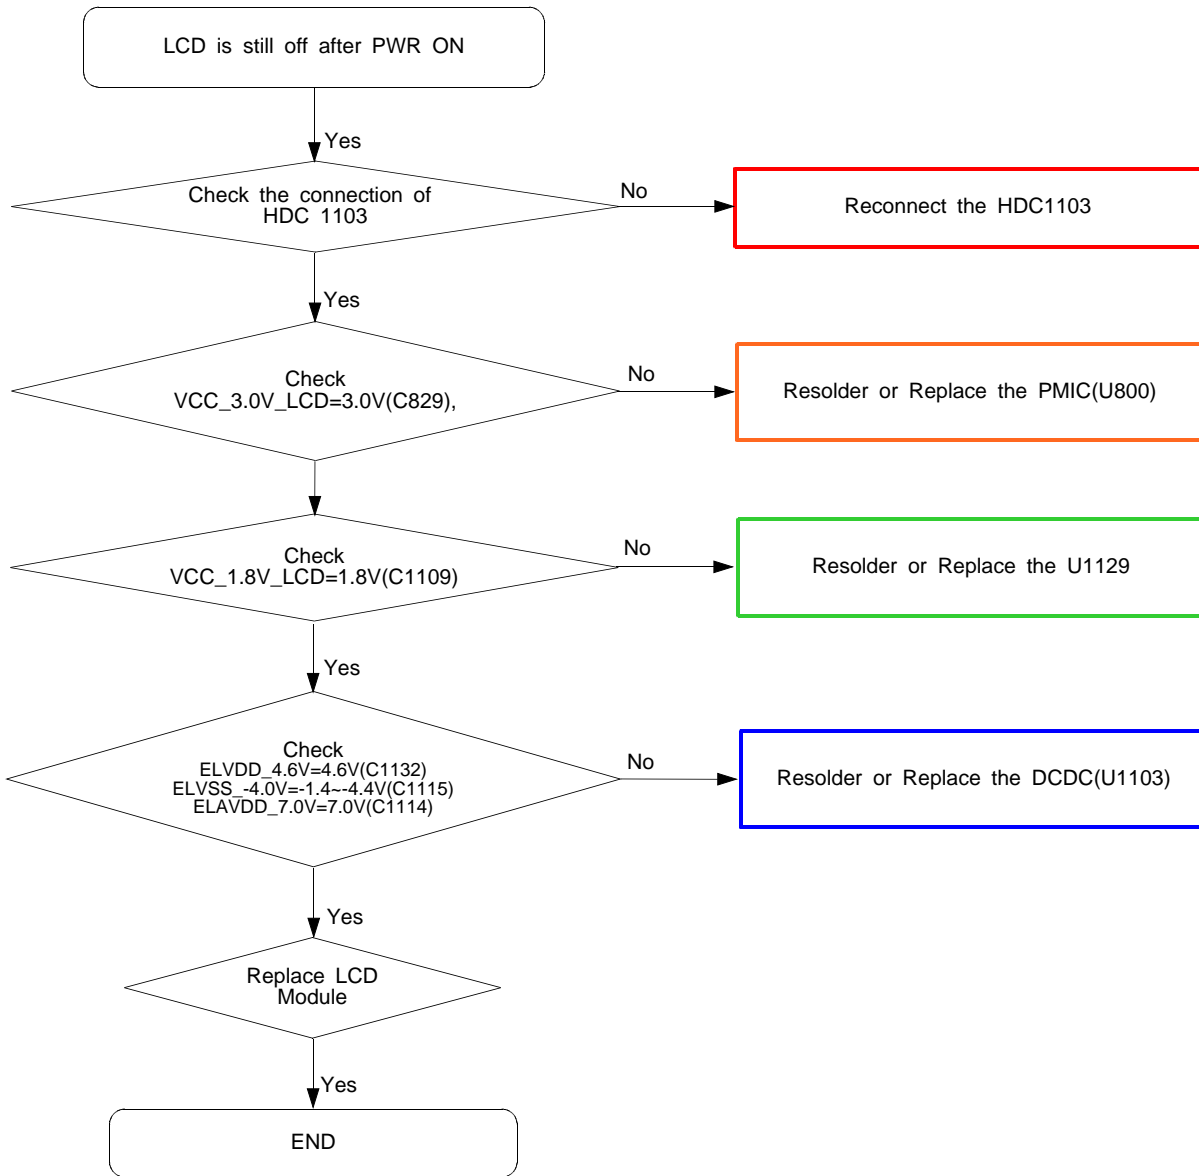 LCD is still off after PWR ON
Yes
Check the connection of
HDC 1103
No
Reconnect the HDC1103
Yes
Check
VCC_3.0V_LCD=3.0V(C829),
No
Resolder or Replace the PMIC(U800)
Check
VCC_1.8V_LCD=1.8V(C1109)
No
Resolder or Replace the U1129
Yes
Check
ELVDD_4.6V=4.6V(C1132)
ELVSS_-4.0V=-1.4~-4.4V(C1115)
ELAVDD_7.0V=7.0V(C1114)
No
Resolder or Replace the DCDC(U1103)
Yes
Replace LCD
Module
Yes
END